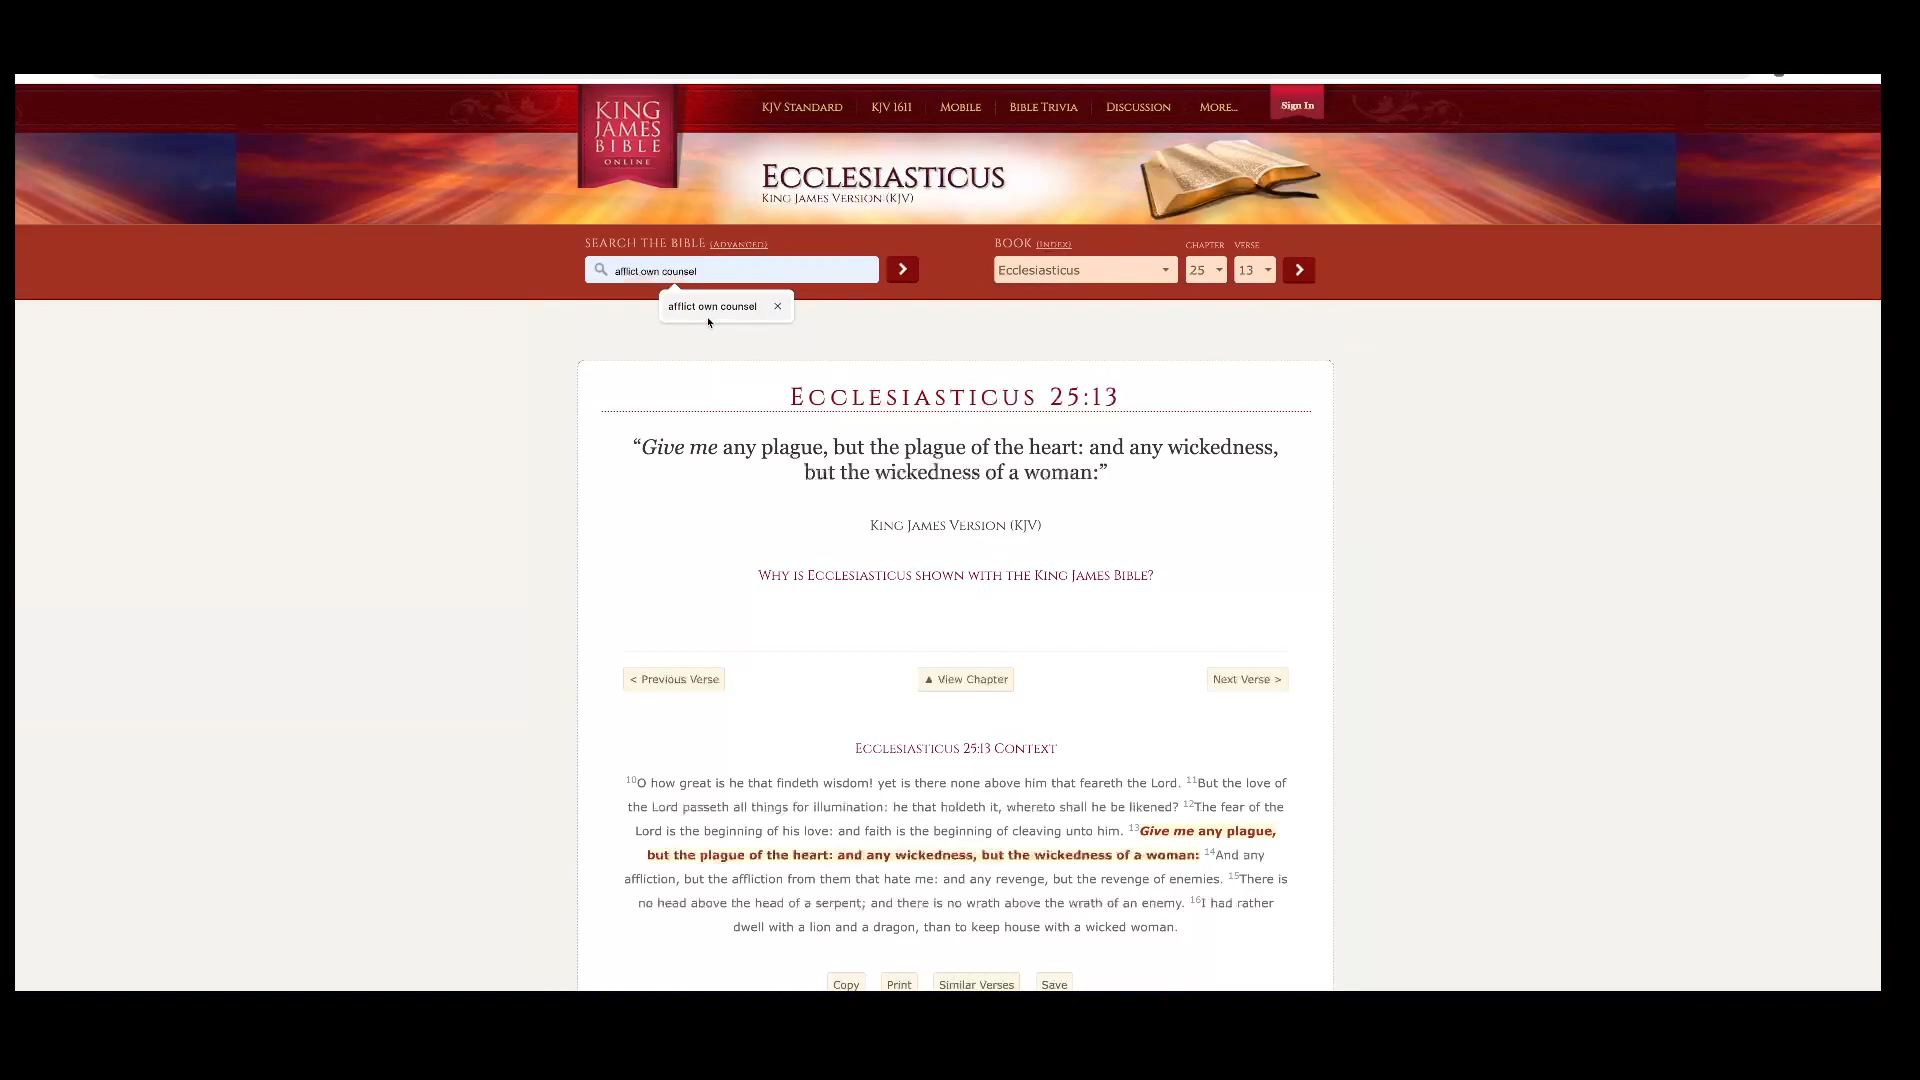 KING
JAMES
BIBLE
ONLINE
KJV STANDARD KJV 1611 MOBILE BIBLE TRIVIA DISCUSSION MORE... Sign In
ECCLESIASTICUS
KING JAMES VERSION (KJV)
SEARCH THE BIBLE (ADVANCED) BOOK (INDEX) CHAPTER VERSE
afflict own counsel Ecclesiasticus 25 13
afflict own counsel ×
ECCLESIASTICUS 25:13
“Give me any plague, but the plague of the heart: and any wickedness,
but the wickedness of a woman:”
KING JAMES VERSION (KJV)
WHY IS ECCLESIASTICUS SHOWN WITH THE KING JAMES BIBLE?
< Previous Verse ▲ View Chapter Next Verse >
ECCLESIASTICUS 25:13 CONTEXT
10O how great is he that findeth wisdom! yet is there none above him that feareth the Lord. 11But the love of
the Lord passeth all things for illumination: he that holdeth it, whereto shall he be likened? 12The fear of the
Lord is the beginning of his love: and faith is the beginning of cleaving unto him. 13Give me any plague,
but the plague of the heart: and any wickedness, but the wickedness of a woman: 14And any
affliction, but the affliction from them that hate me: and any revenge, but the revenge of enemies. 15There is
no head above the head of a serpent; and there is no wrath above the wrath of an enemy. 16I had rather
dwell with a lion and a dragon, than to keep house with a wicked woman.
Copy Print Similar Verses Save